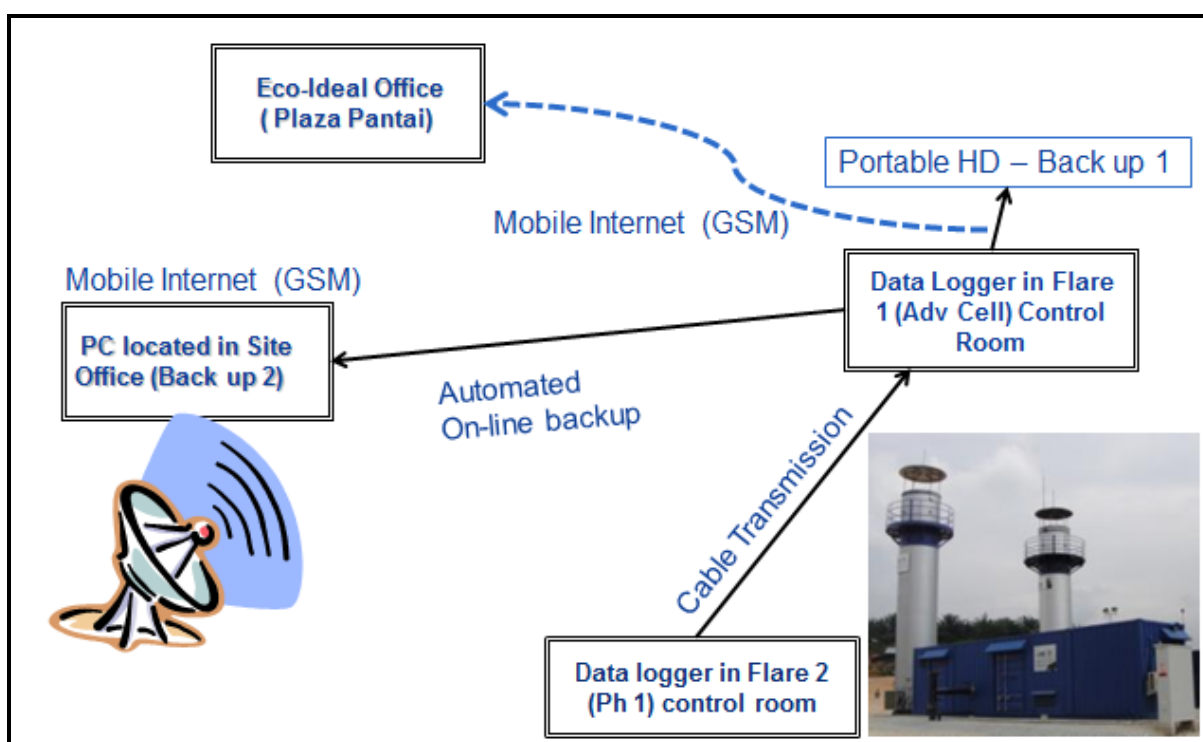 Eco-Ideal Office
( Plaza Pantai)
Portable HD – Back up 1
Mobile Internet (GSM)
Mobile Internet (GSM)
Data Logger in Flare
1 (Adv Cell) Control
Room
PC located in Site
Office (Back up 2)
Automated
On-line backup
Cable Transmission
Data logger in Flare 2
(Ph 1) control room